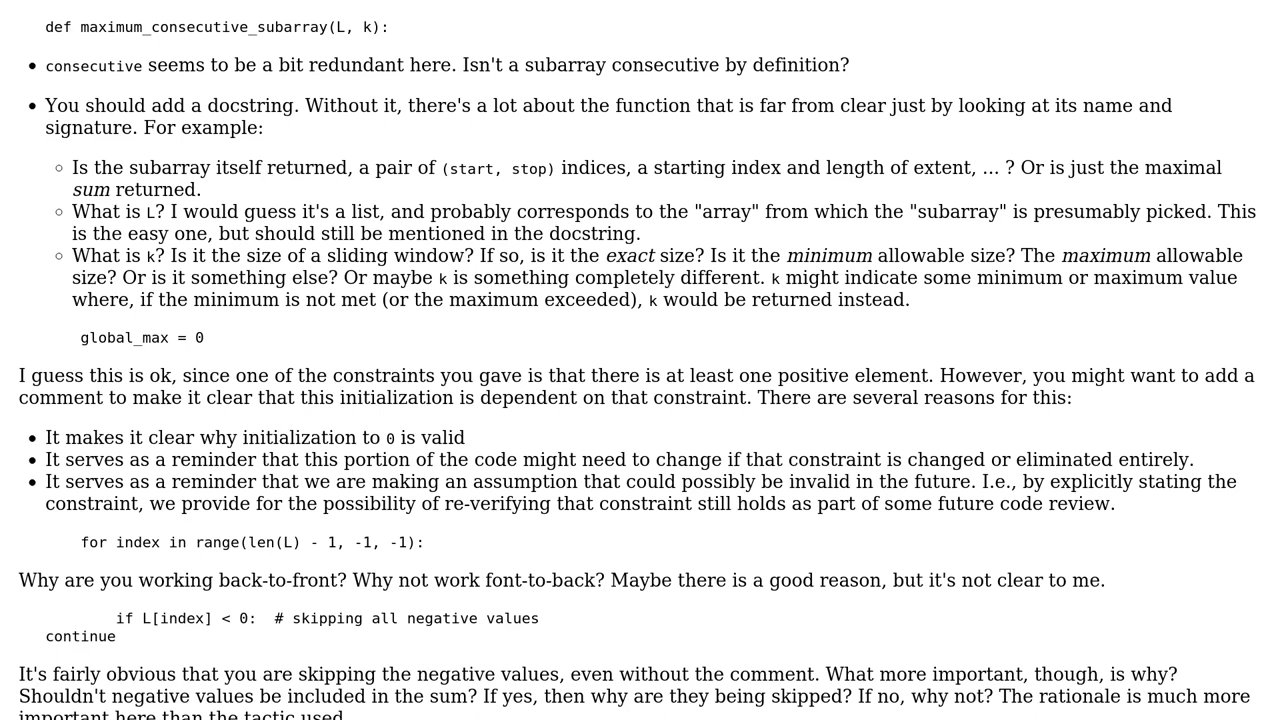 def maximum_consecutive_subarray(L, k):
consecutive seems to be a bit redundant here. Isn't a subarray consecutive by definition?
You should add a docstring. Without it, there's a lot about the function that is far from clear just by looking at its name and
signature. For example:
Is the subarray itself returned, a pair of (start, stop) indices, a starting index and length of extent, ... ? Or is just the maximal
sum returned.
What is L? I would guess it's a list, and probably corresponds to the "array" from which the "subarray" is presumably picked. This
is the easy one, but should still be mentioned in the docstring.
What is k? Is it the size of a sliding window? If so, is it the exact size? Is it the minimum allowable size? The maximum allowable
size? Or is it something else? Or maybe k is something completely different. k might indicate some minimum or maximum value
where, if the minimum is not met (or the maximum exceeded), k would be returned instead.
global_max = 0
I guess this is ok, since one of the constraints you gave is that there is at least one positive element. However, you might want to add a
comment to make it clear that this initialization is dependent on that constraint. There are several reasons for this:
It makes it clear why initialization to 0 is valid
It serves as a reminder that this portion of the code might need to change if that constraint is changed or eliminated entirely.
It serves as a reminder that we are making an assumption that could possibly be invalid in the future. I.e., by explicitly stating the
constraint, we provide for the possibility of re-verifying that constraint still holds as part of some future code review.
for index in range(len(L) - 1, -1, -1):
Why are you working back-to-front? Why not work font-to-back? Maybe there is a good reason, but it's not clear to me.
if L[index] < 0:  # skipping all negative values
continue
It's fairly obvious that you are skipping the negative values, even without the comment. What more important, though, is why?
Shouldn't negative values be included in the sum? If yes, then why are they being skipped? If no, why not? The rationale is much more
important here than the tactic used.